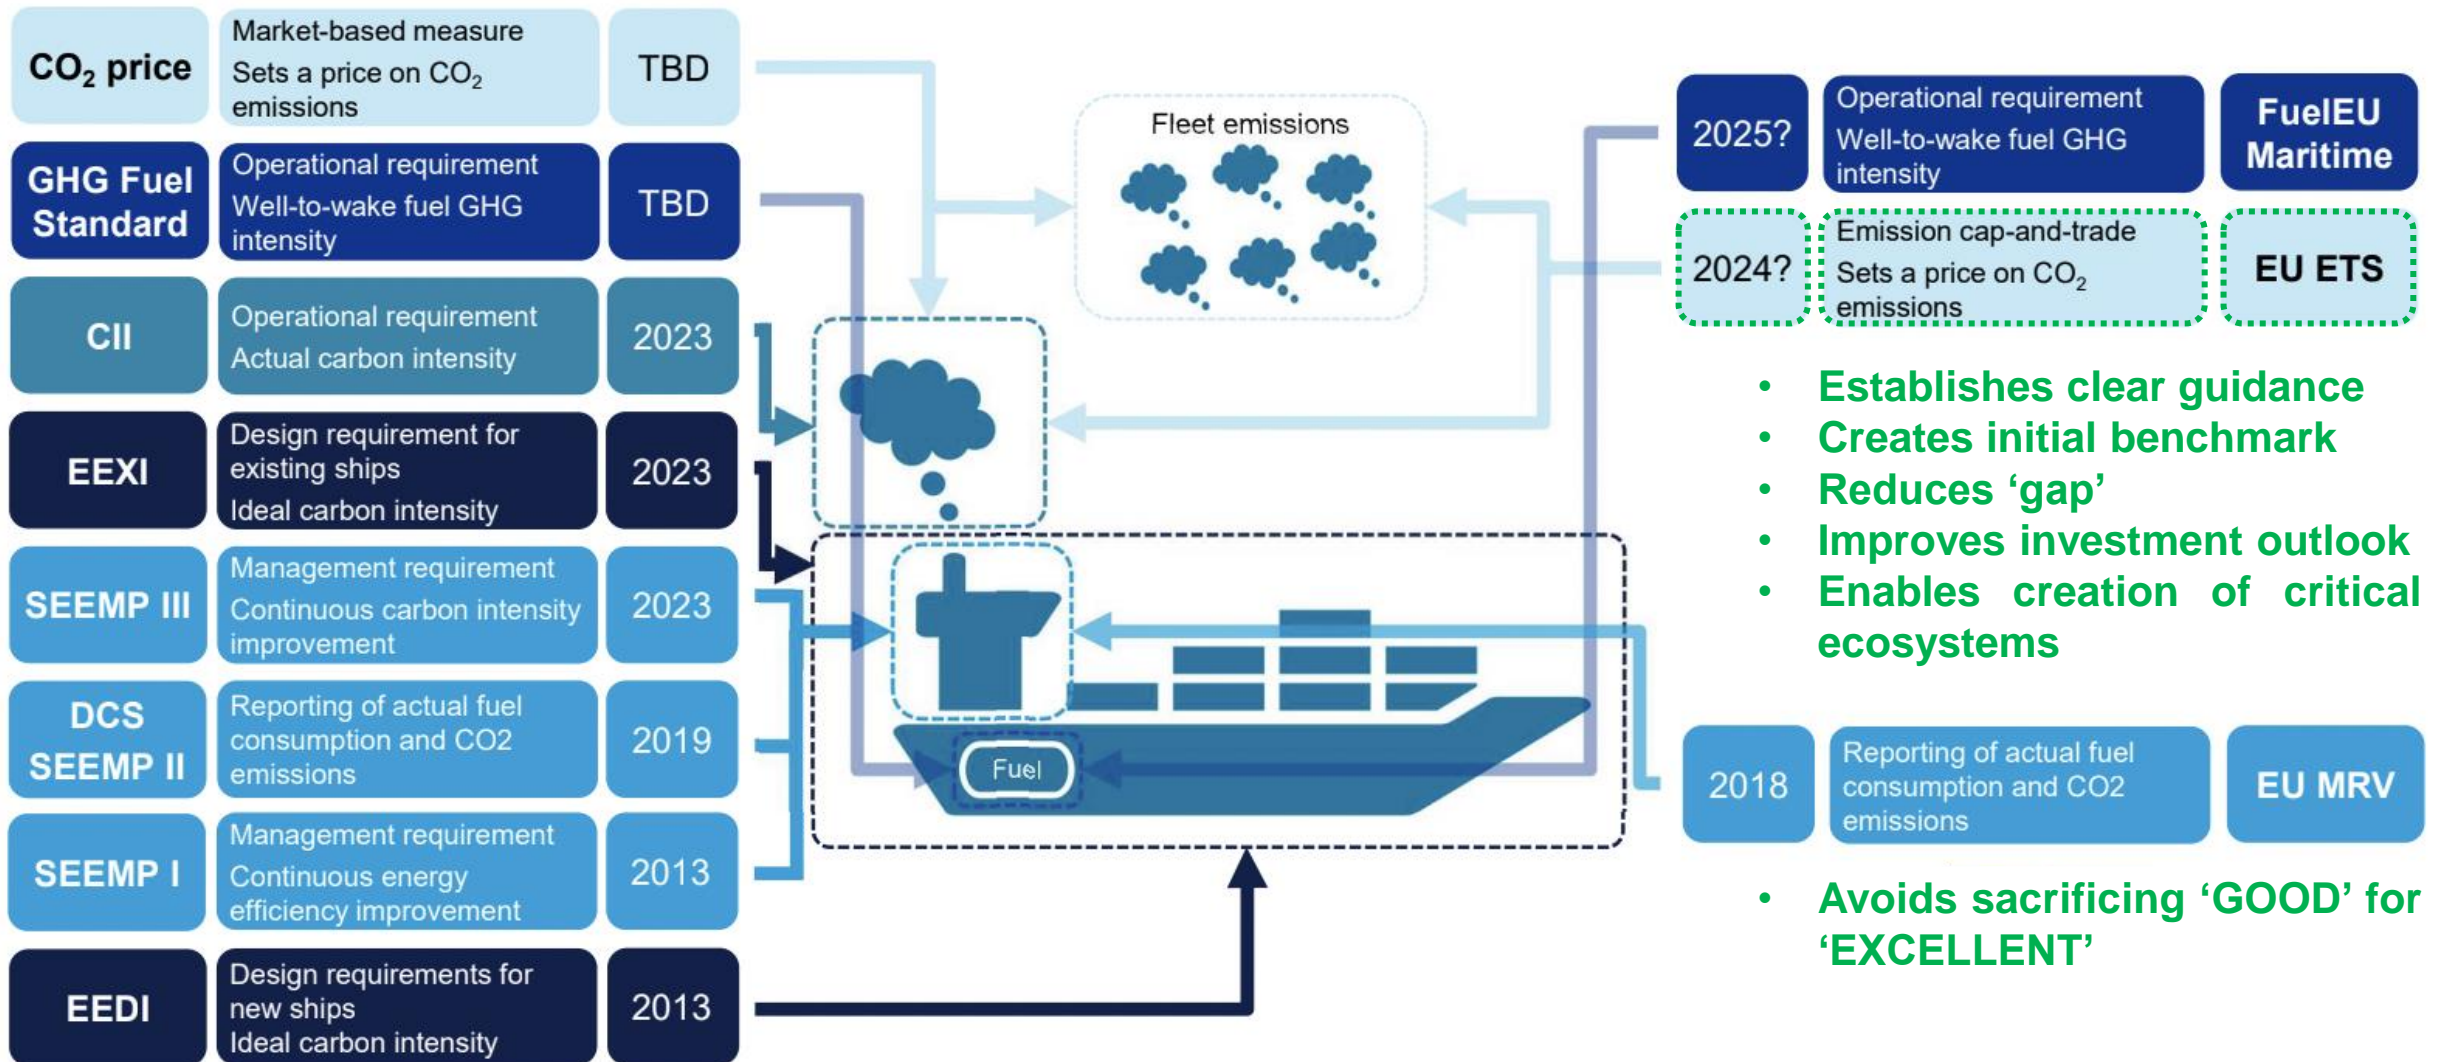 CO₂ price
Market-based measure
Sets a price on CO₂
emissions
TBD
GHG Fuel
Standard
Operational requirement
Well-to-wake fuel GHG
intensity
TBD
CII
Operational requirement
Actual carbon intensity
2023
EEXI
Design requirement for
existing ships
Ideal carbon intensity
2023
SEEMP III
Management requirement
Continuous carbon intensity
improvement
2023
DCS
SEEMP II
Reporting of actual fuel
consumption and CO2
emissions
2019
SEEMP I
Management requirement
Continuous energy
efficiency improvement
2013
EEDI
Design requirements for
new ships
Ideal carbon intensity
2013
Fleet emissions
Fuel
2025?
Operational requirement
Well-to-wake fuel GHG
intensity
FuelEU
Maritime
2024?
Emission cap-and-trade
Sets a price on CO₂
emissions
EU ETS
• Establishes clear guidance
• Creates initial benchmark
• Reduces ‘gap’
• Improves investment outlook
• Enables creation of critical
ecosystems
2018
Reporting of actual fuel
consumption and CO2
emissions
EU MRV
• Avoids sacrificing ‘GOOD’ for
‘EXCELLENT’